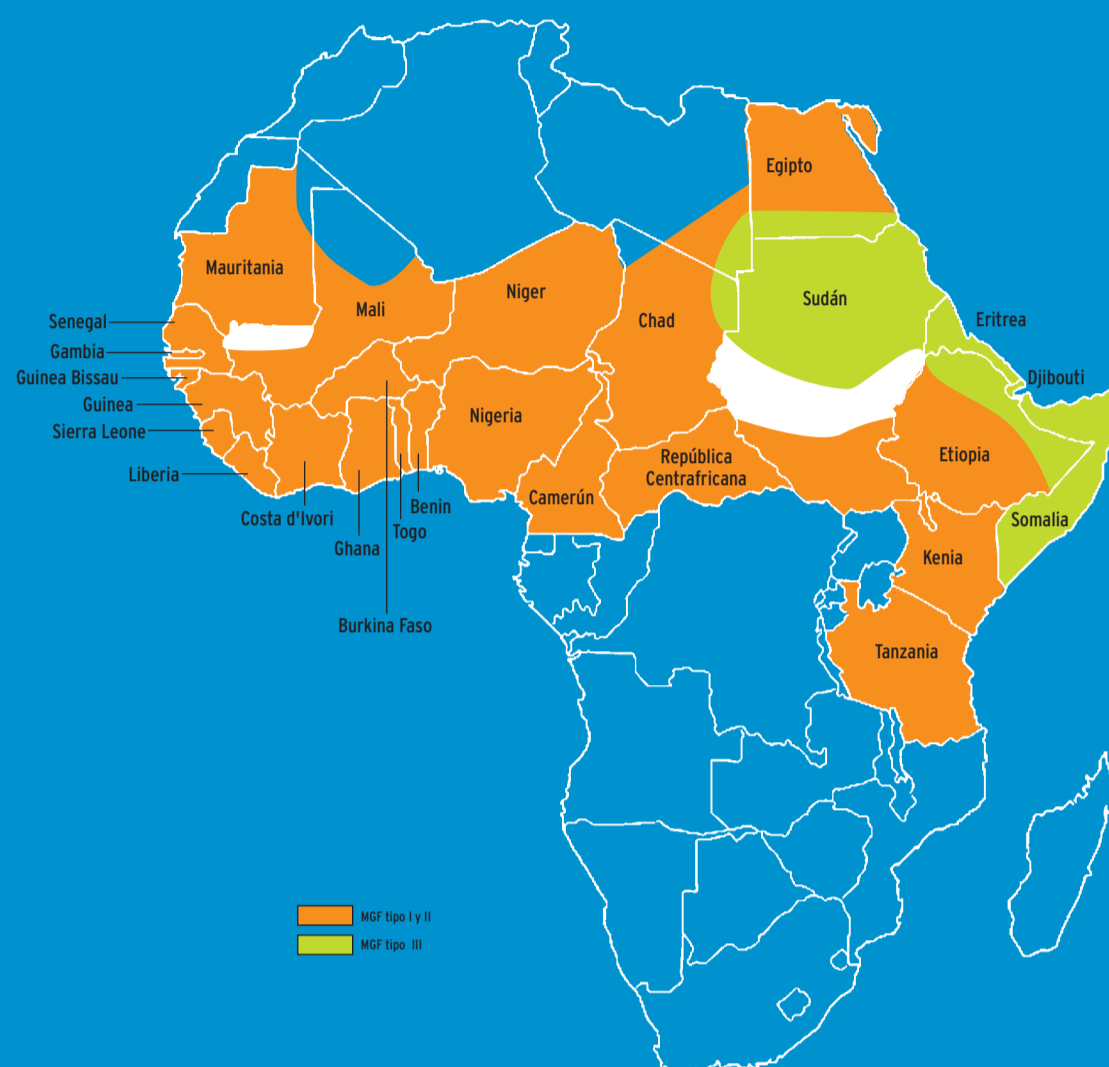 Egipto
Mauritania
Niger
Mali
Sudán
Chad
Senegal
Eritrea
Gambia
Guinea Bissau
Djibouti
Guinea
Nigeria
Sierra Leone
Etiopia
República
Centrafricana
Liberia
Camerún
Benin
Costa d'Ivori
Somalia
Togo
Ghana
Kenia
Burkina Faso
Tanzania
MGF tipo I y II
MGF tipo III